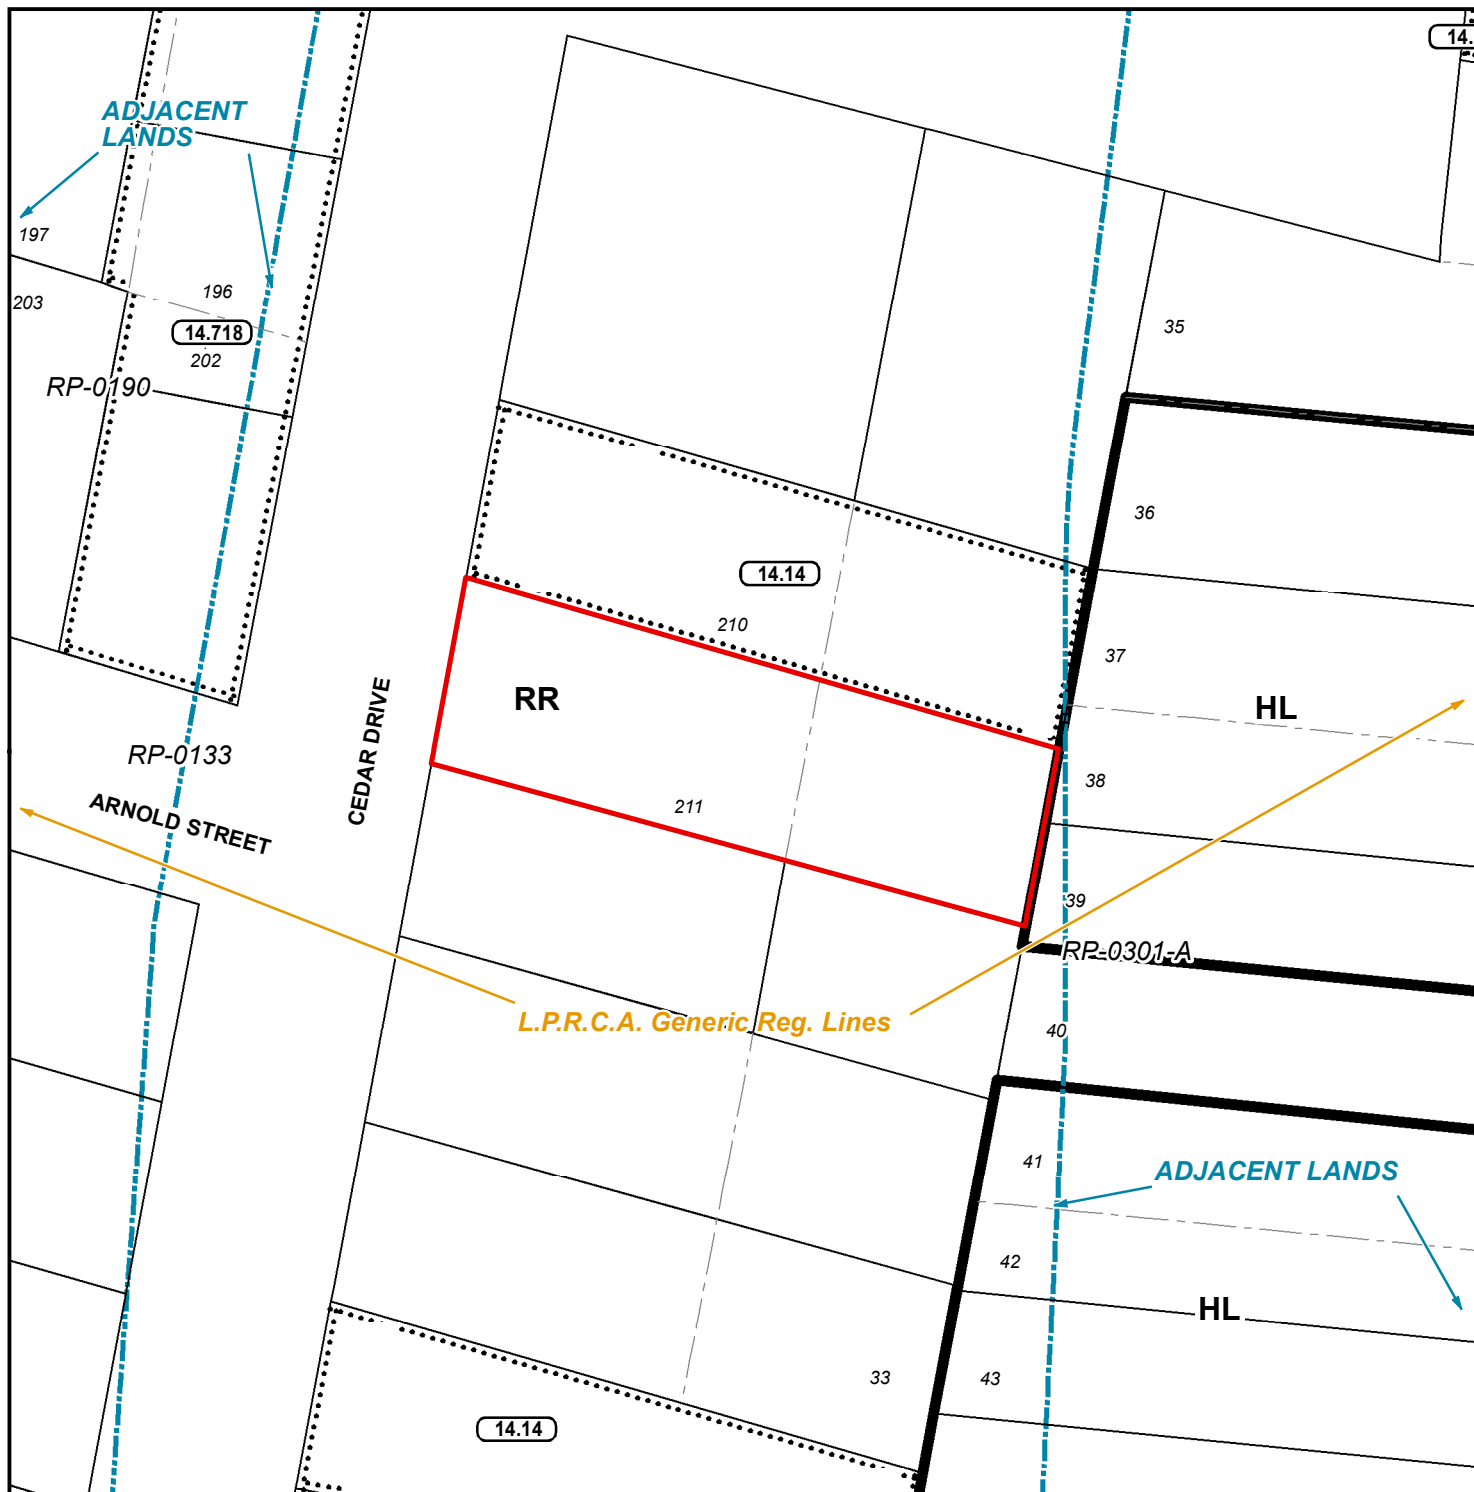 14.
ADJACENT
LANDS
197
196
203
14.718
202
RP-0190
35
36
14.14
210
37
RR
HL
CEDAR DRIVE
RP-0133
38
ARNOLD STREET
211
39
RP-0301-A
L.P.R.C.A. Generic Reg. Lines
40
41
ADJACENT LANDS
42
HL
33
43
14.14